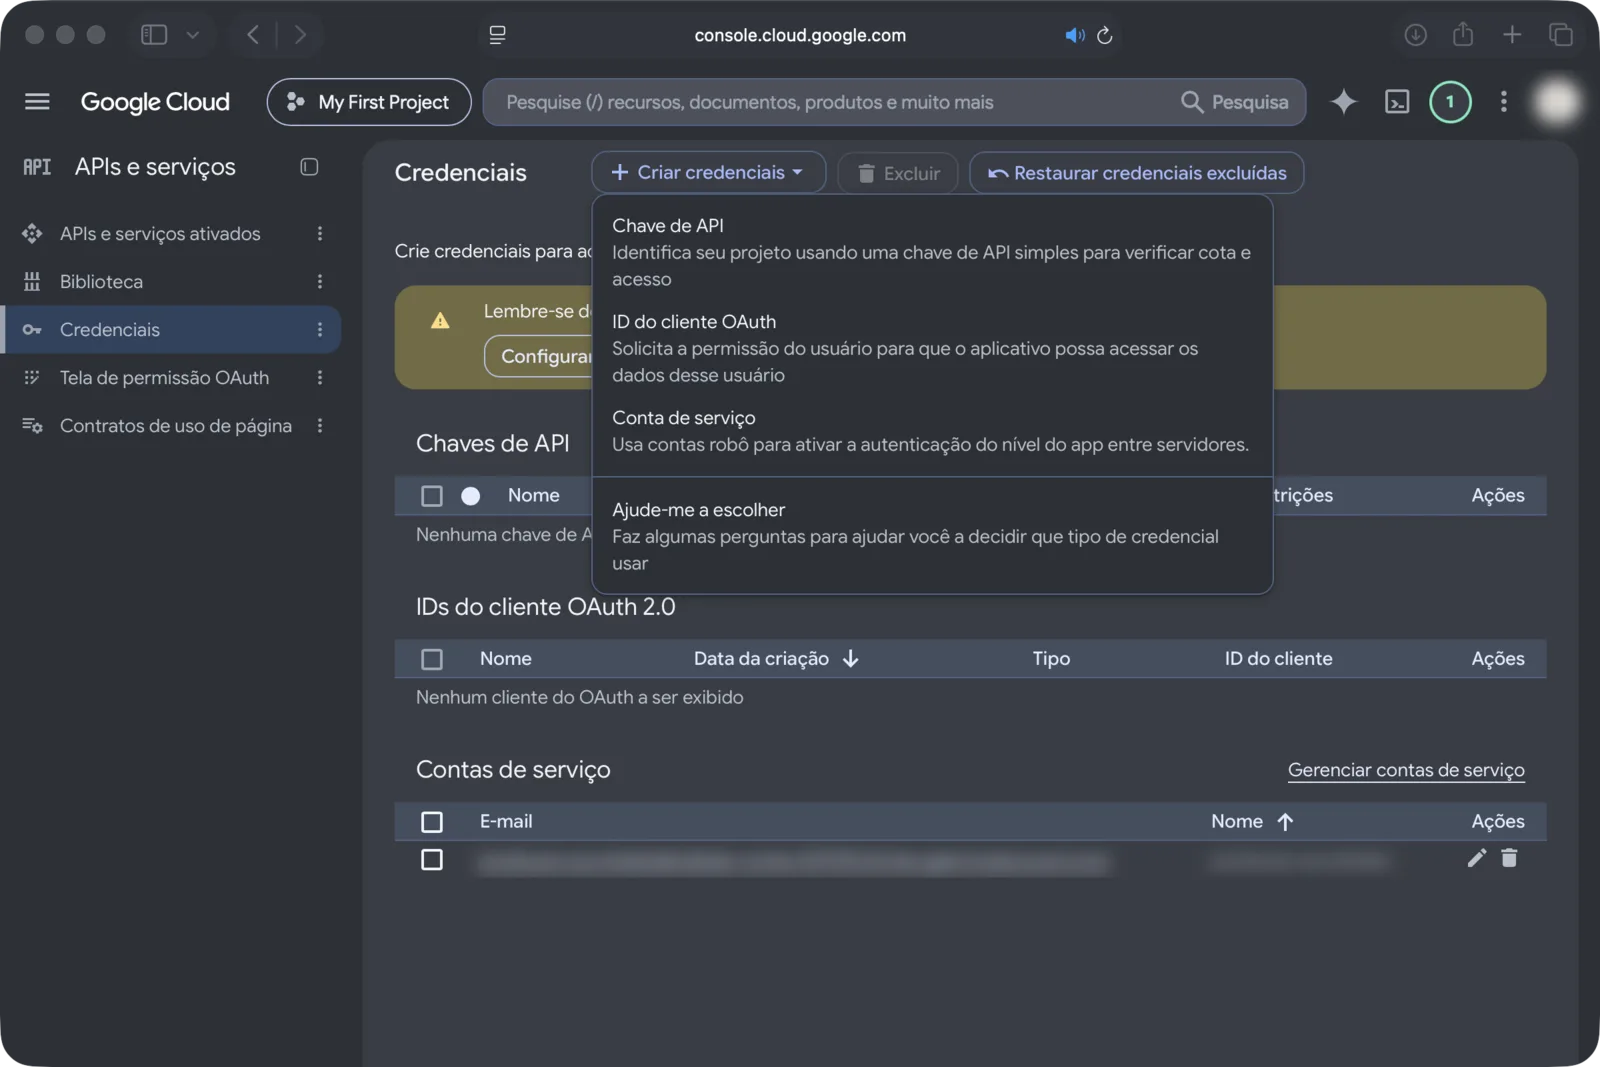 console.cloud.google.com
Google Cloud
My First Project
Pesquise (/) recursos, documentos, produtos e muito mais
Pesquisa
1
API
APIs e serviços
APIs e serviços ativados
Biblioteca
Credenciais
Tela de permissão OAuth
Contratos de uso de página
Credenciais
Criar credenciais
Excluir
Restaurar credenciais excluídas
Crie credenciais para
Lembre-se
Configurar
Chave de API
Identifica seu projeto usando uma chave de API simples para verificar cota e
acesso
ID do cliente OAuth
Solicita a permissão do usuário para que o aplicativo possa acessar os
dados desse usuário
Conta de serviço
Usa contas robô para ativar a autenticação do nível do app entre servidores.
Ajude-me a escolher
Faz algumas perguntas para ajudar você a decidir que tipo de credencial
usar
Chaves de API
Nome
trições
Ações
Nenhuma chave de
IDs do cliente OAuth 2.0
Nome
Data da criação
Tipo
ID do cliente
Ações
Nenhum cliente do OAuth a ser exibido
Contas de serviço
Gerenciar contas de serviço
E-mail
Nome
Ações